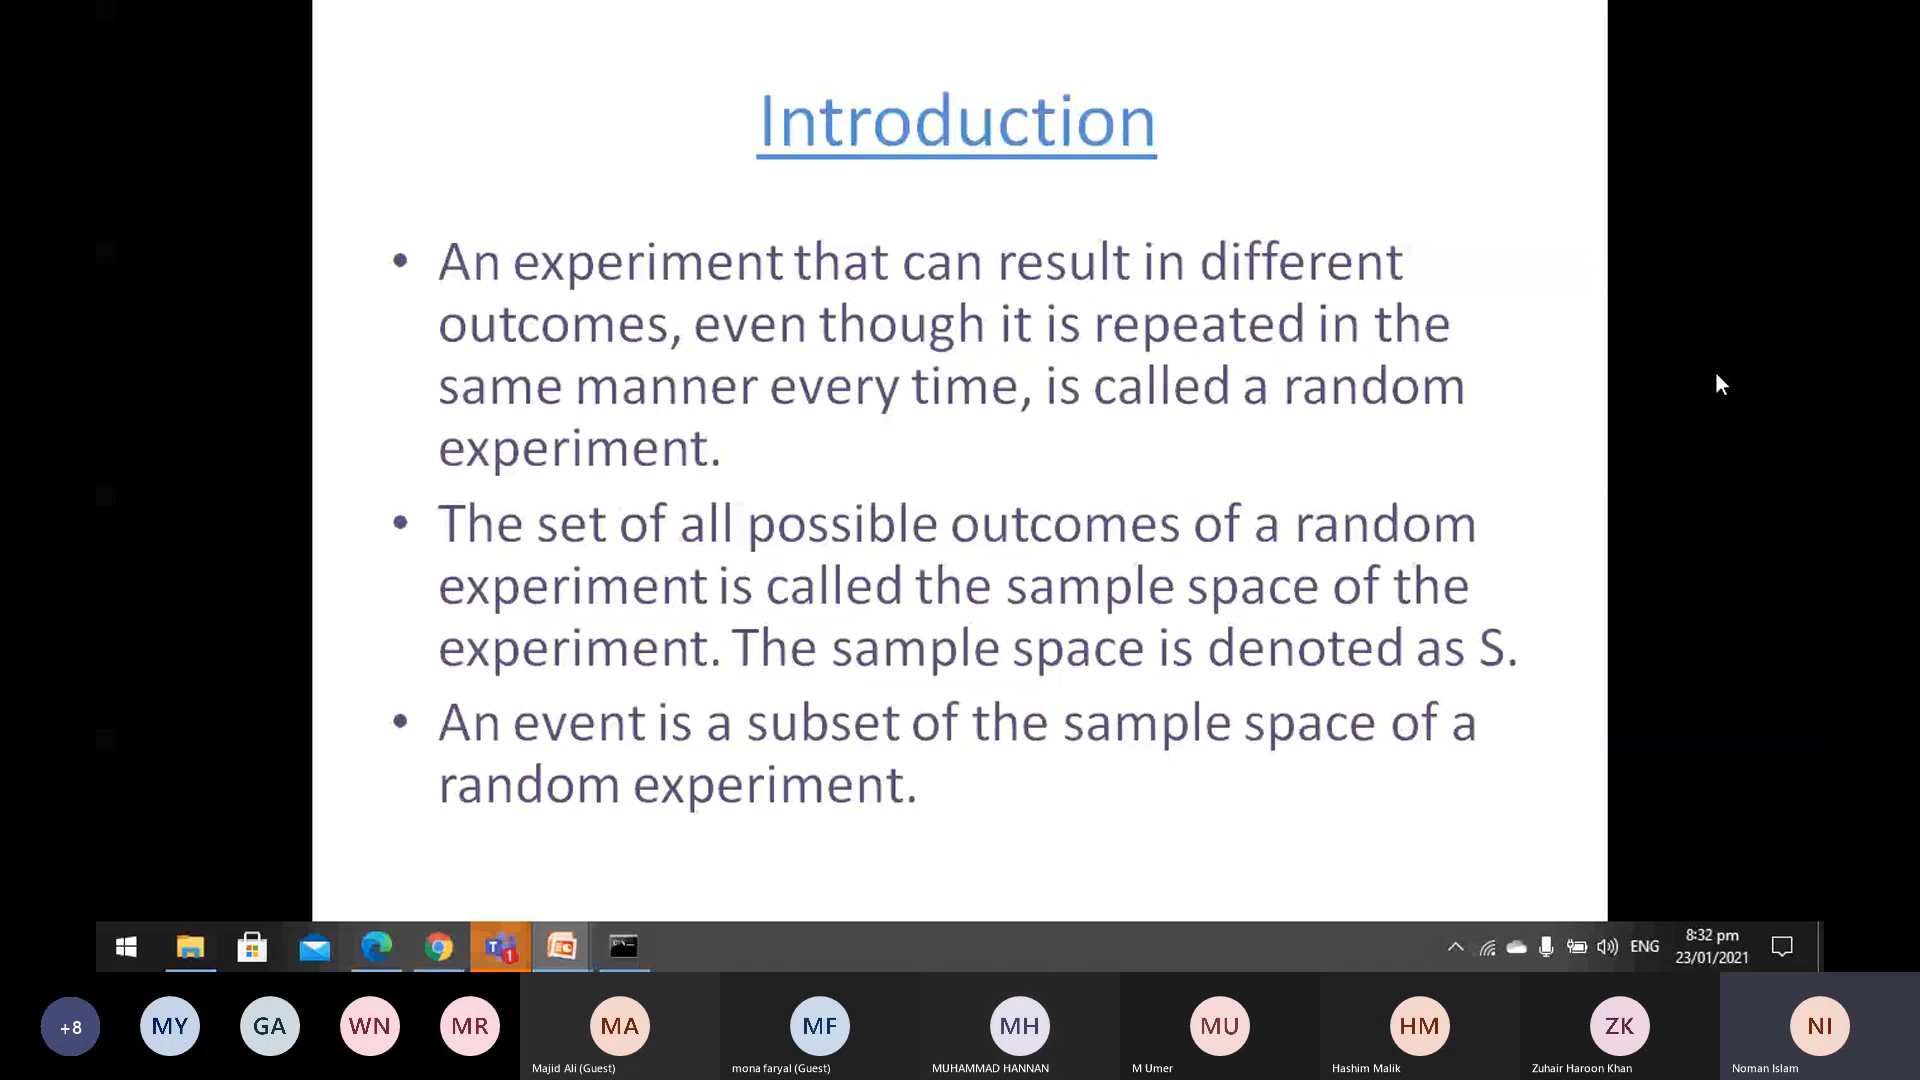 Introduction
• An experiment that can result in different
outcomes, even though it is repeated in the
same manner every time, is called a random
experiment.
• The set of all possible outcomes of a random
experiment is called the sample space of the
experiment. The sample space is denoted as S.
• An event is a subset of the sample space of a
random experiment.
1
ENG
8:32 pm
23/01/2021
+8
MY
GA
WN
MR
MA
MF
MH
MU
HM
ZK
NI
Majid Ali (Guest)
mona faryal (Guest)
MUHAMMAD HANNAN
M Umer
Hashim Malik
Zuhair Haroon Khan
Noman Islam